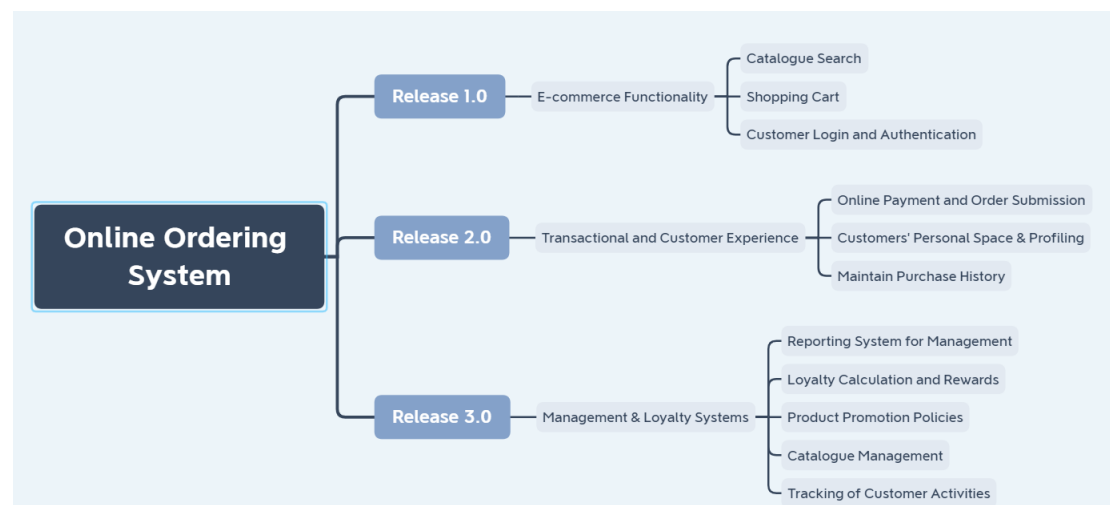 Online Ordering
System
Release 1.0
E-commerce Functionality
Catalogue Search
Shopping Cart
Customer Login and Authentication
Release 2.0
Transactional and Customer Experience
Online Payment and Order Submission
Customers' Personal Space & Profiling
Maintain Purchase History
Release 3.0
Management & Loyalty Systems
Reporting System for Management
Loyalty Calculation and Rewards
Product Promotion Policies
Catalogue Management
Tracking of Customer Activities